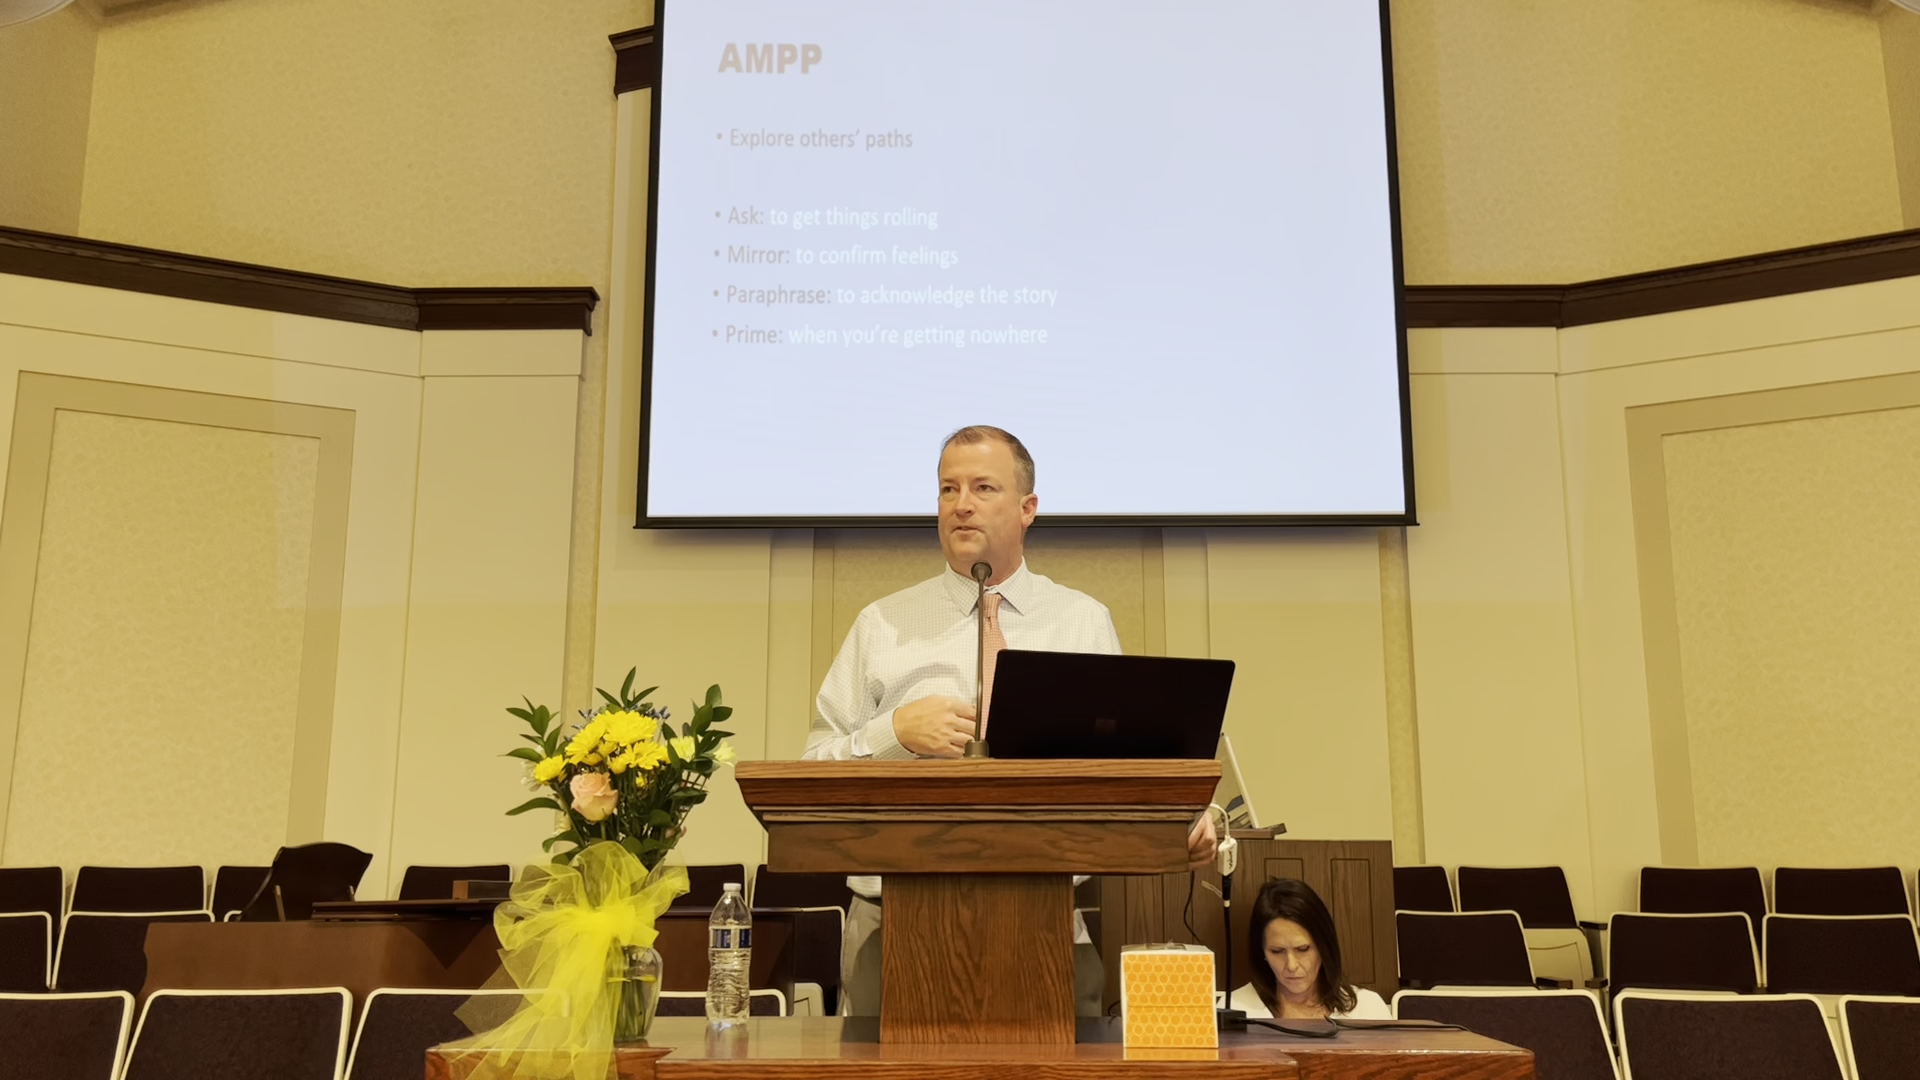 AMPP
• Explore others’ paths
• Ask: to get things rolling
• Mirror: to confirm feelings
• Paraphrase: to acknowledge the story
• Prime: when you’re getting nowhere